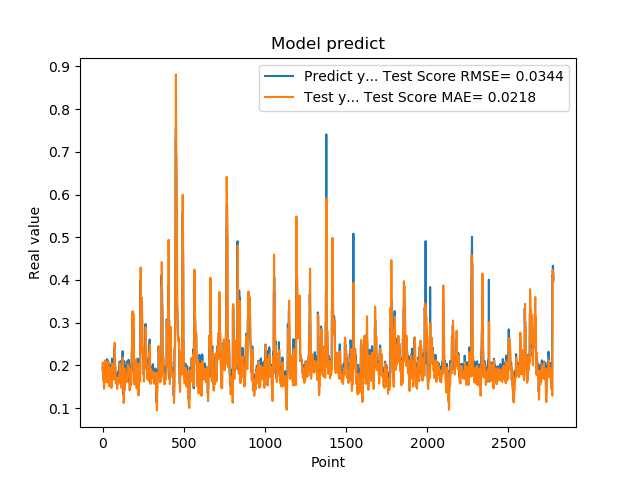 Model predict
Predict y... Test Score RMSE= 0.0344
Test y... Test Score MAE= 0.0218
Real value
0.9
0.8
0.7
0.6
0.5
0.4
0.3
0.2
0.1
0 500 1000 1500 2000 2500
Point